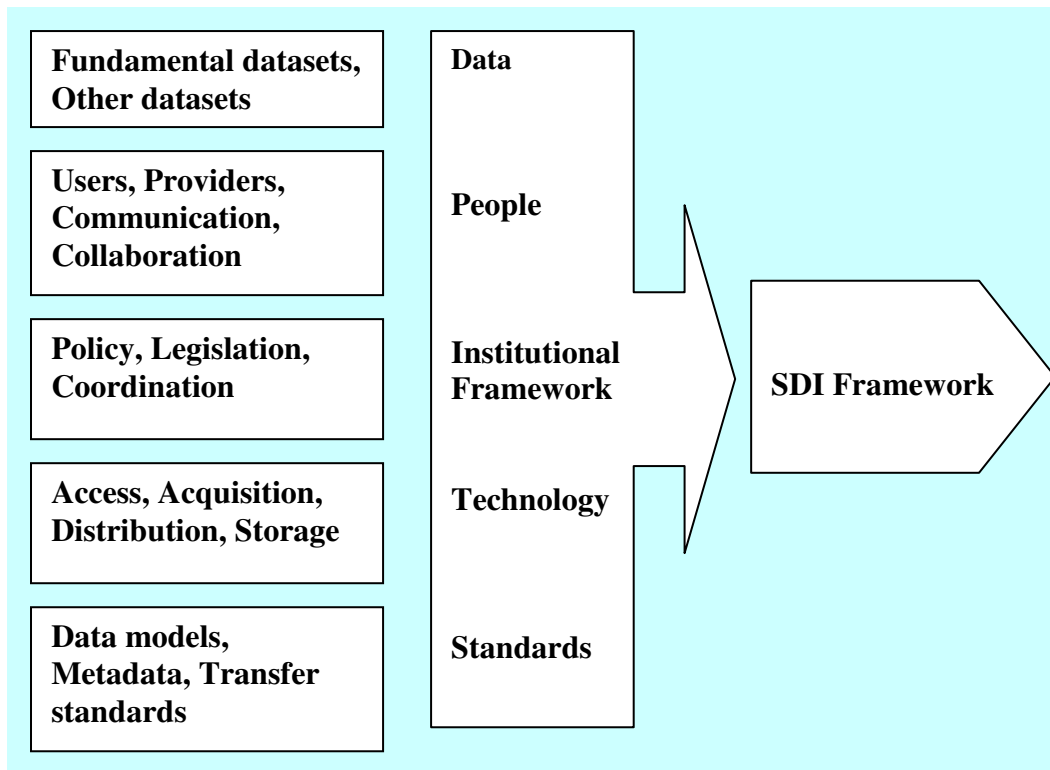 Fundamental datasets,
Other datasets
Users, Providers,
Communication,
Collaboration
Policy, Legislation,
Coordination
Access, Acquisition,
Distribution, Storage
Data models,
Metadata, Transfer
standards
Data
People
Institutional
Framework
Technology
Standards
SDI Framework